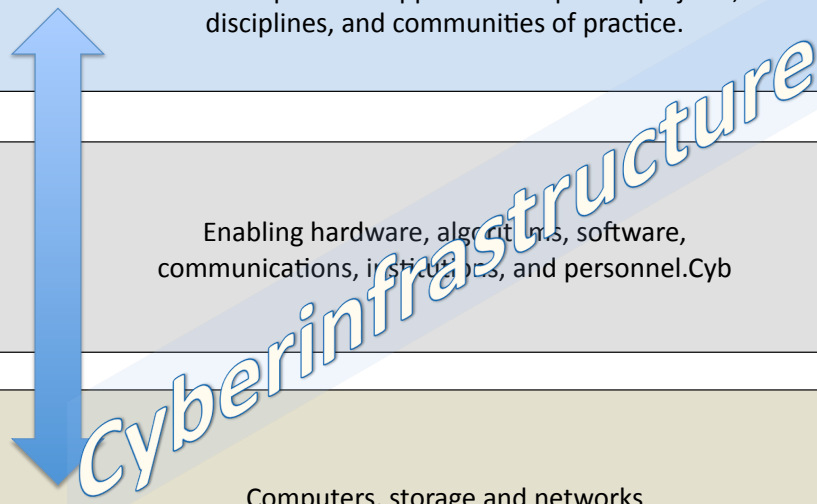 disciplines, and communities of practice.
Enabling hardware, algorithms, software,
communications, institutions, and personnel.Cyb
Cyberinfrastructure
Computers, storage and networks